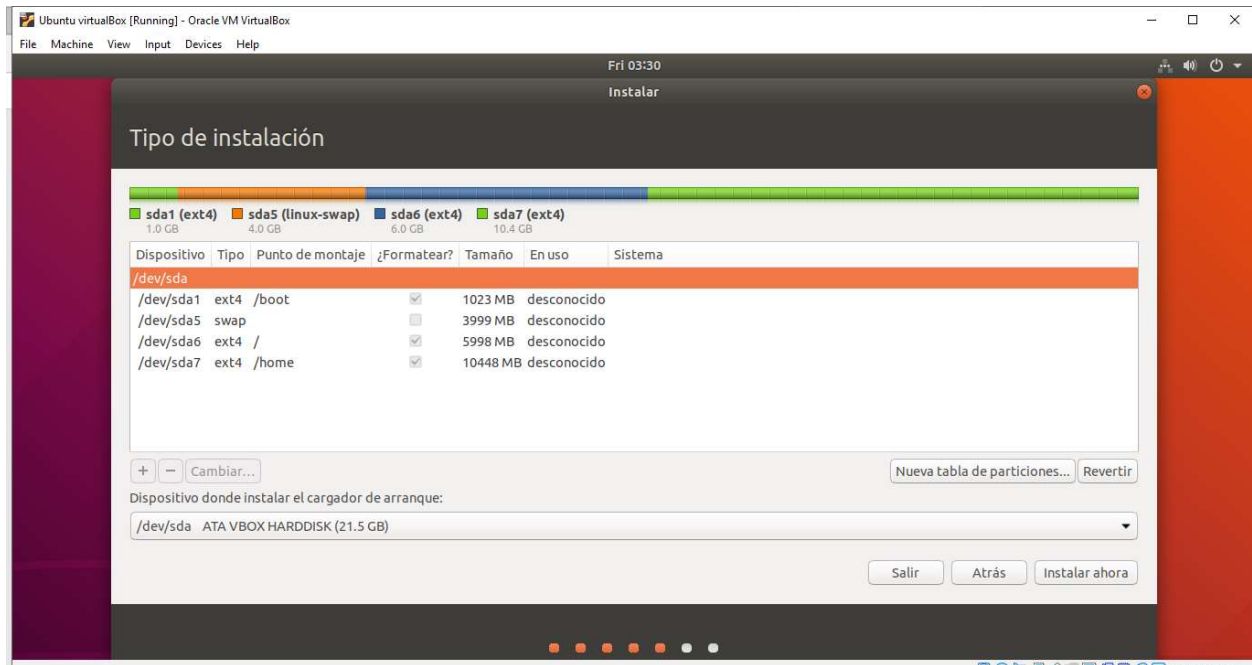 Ubuntu virtualBox [Running] - Oracle VM VirtualBox
File Machine View Input Devices Help
Fri 03:30
Instalar
Tipo de instalación
sda1 (ext4) sda5 (linux-swap) sda6 (ext4) sda7 (ext4)
1.0 GB 4.0 GB 6.0 GB 10.4 GB
Dispositivo Tipo Punto de montaje ¿Formatear? Tamaño En uso Sistema
/dev/sda
/dev/sda1 ext4 /boot 1023 MB desconocido
/dev/sda5 swap 3999 MB desconocido
/dev/sda6 ext4 / 5998 MB desconocido
/dev/sda7 ext4 /home 10448 MB desconocido
+ - Cambiar... Nueva tabla de particiones... Revertir
Dispositivo donde instalar el cargador de arranque:
/dev/sda ATA VBOX HARDDISK (21.5 GB)
Salir Atrás Instalar ahora